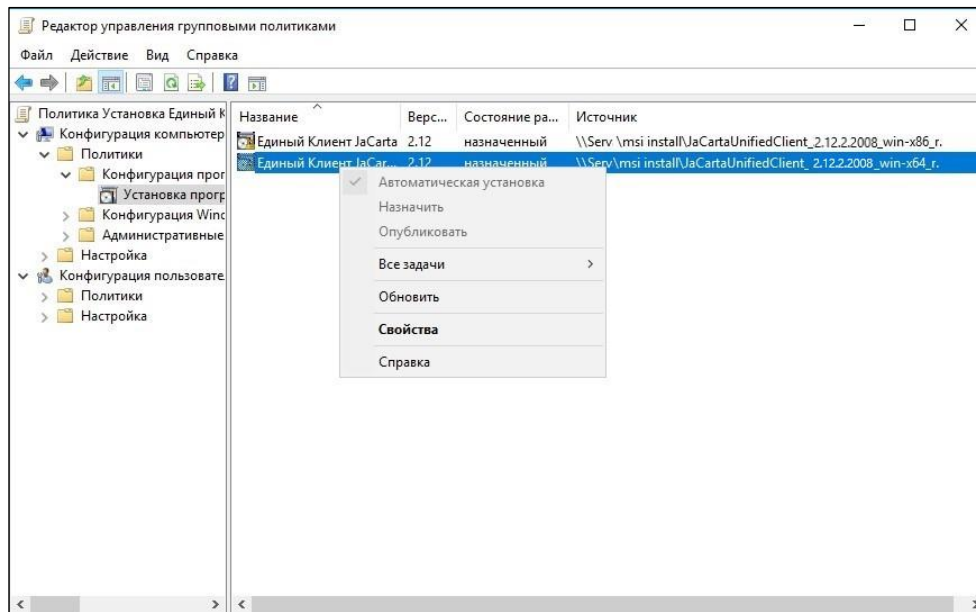 Редактор управления групповыми политиками
Файл Действие Вид Справка
Политика Установка Единый К
Конфигурация компьютер
Политики
Конфигурация прог
Установка прогр
Конфигурация Winc
Административные
Настройка
Конфигурация пользовате
Политики
Настройка
Название Верс... Состояние ра... Источник
Единый Клиент JaCarta 2.12 назначенный \\Serv \msi install\JaCartaUnifiedClient_2.12.2.2008_win-x86_r.
Единый Клиент JaCar... 2.12 назначенный \\Serv\msi install\JaCartaUnifiedClient_ 2.12.2.2008_win-x64_r.
Автоматическая установка
Назначить
Опубликовать
Все задачи
Обновить
Свойства
Справка